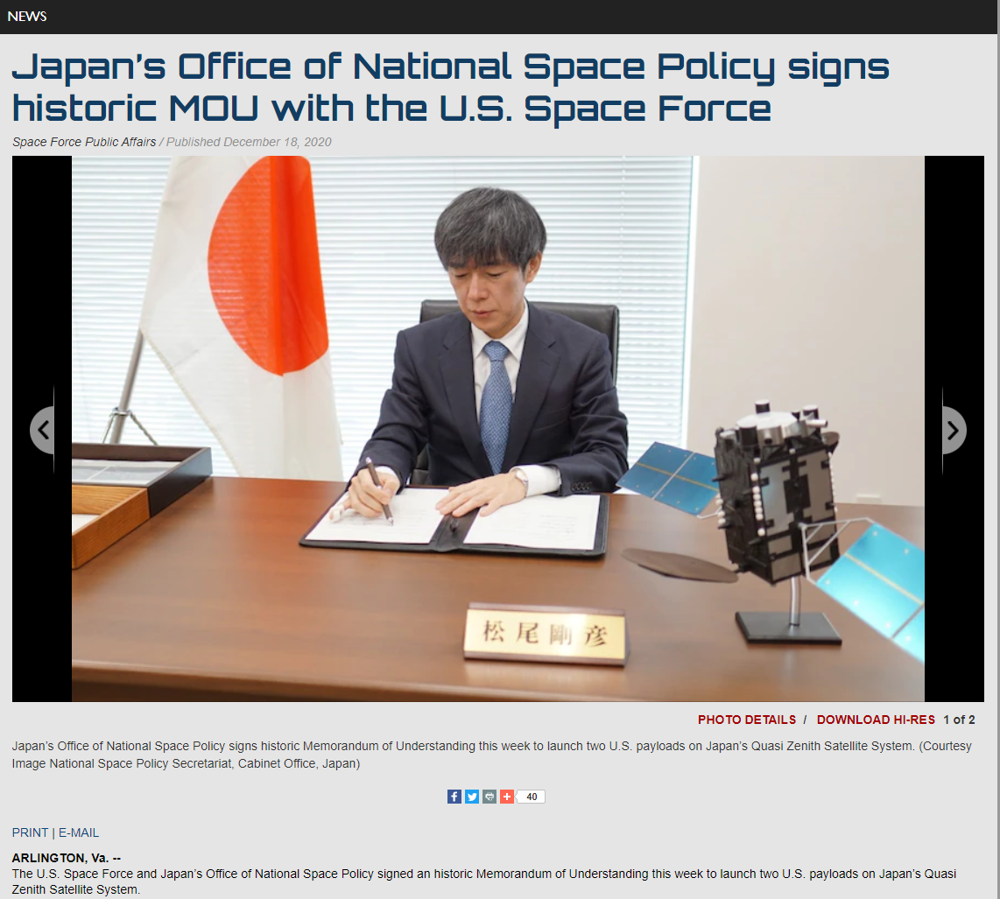 NEWS
Japan’s Office of National Space Policy signs
historic MOU with the U.S. Space Force
Space Force Public Affairs / Published December 18, 2020
松尾剛彦
PHOTO DETAILS / DOWNLOAD HI-RES 1 of 2
Japan’s Office of National Space Policy signs historic Memorandum of Understanding this week to launch two U.S. payloads on Japan’s Quasi Zenith Satellite System. (Courtesy
Image National Space Policy Secretariat, Cabinet Office, Japan)
40
PRINT | E-MAIL
ARLINGTON, Va. --
The U.S. Space Force and Japan’s Office of National Space Policy signed an historic Memorandum of Understanding this week to launch two U.S. payloads on Japan’s Quasi
Zenith Satellite System.